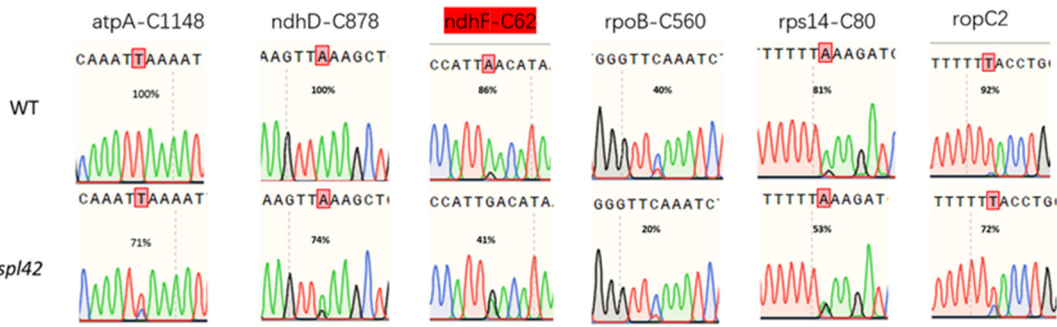 atpA-C1148 ndhD-C878 ndhF-C62 rpoB-C560 rps14-C80 ropC2
CAAATTAAAAT AAGTTAAAGCT CCATTAACATA GGGTTCAAATC TTTTTAAAGATC TTTTTTACCTG
WT 100% 100% 86% 40% 81% 92%
CAAATTAAAAT AAGTTAAAGCT CCATTGACATA GGGTTCAAATC TTTTTAAAGAT TTTTTTACCTG
spl42 71% 74% 41% 20% 53% 72%